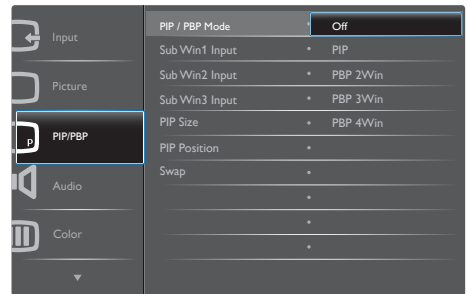 Input
Picture
P
PIP/PBP
Audio
Color
PIP / PBP Mode • Off
Sub Win1 Input • PIP
Sub Win2 Input • PBP 2Win
Sub Win3 Input • PBP 3Win
PIP Size • PBP 4Win
PIP Position •
Swap •
•
•
•